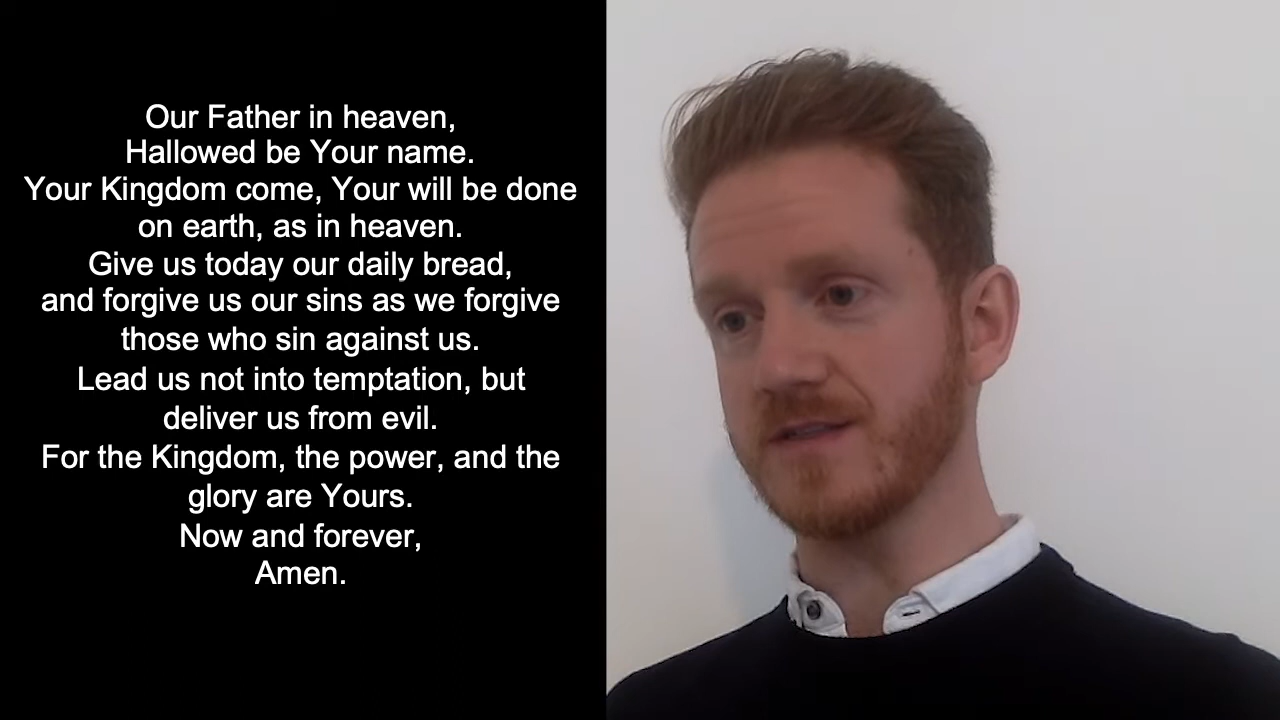 Our Father in heaven,
Hallowed be Your name.
Your Kingdom come, Your will be done
on earth, as in heaven.
Give us today our daily bread,
and forgive us our sins as we forgive
those who sin against us.
Lead us not into temptation, but
deliver us from evil.
For the Kingdom, the power, and the
glory are Yours.
Now and forever,
Amen.